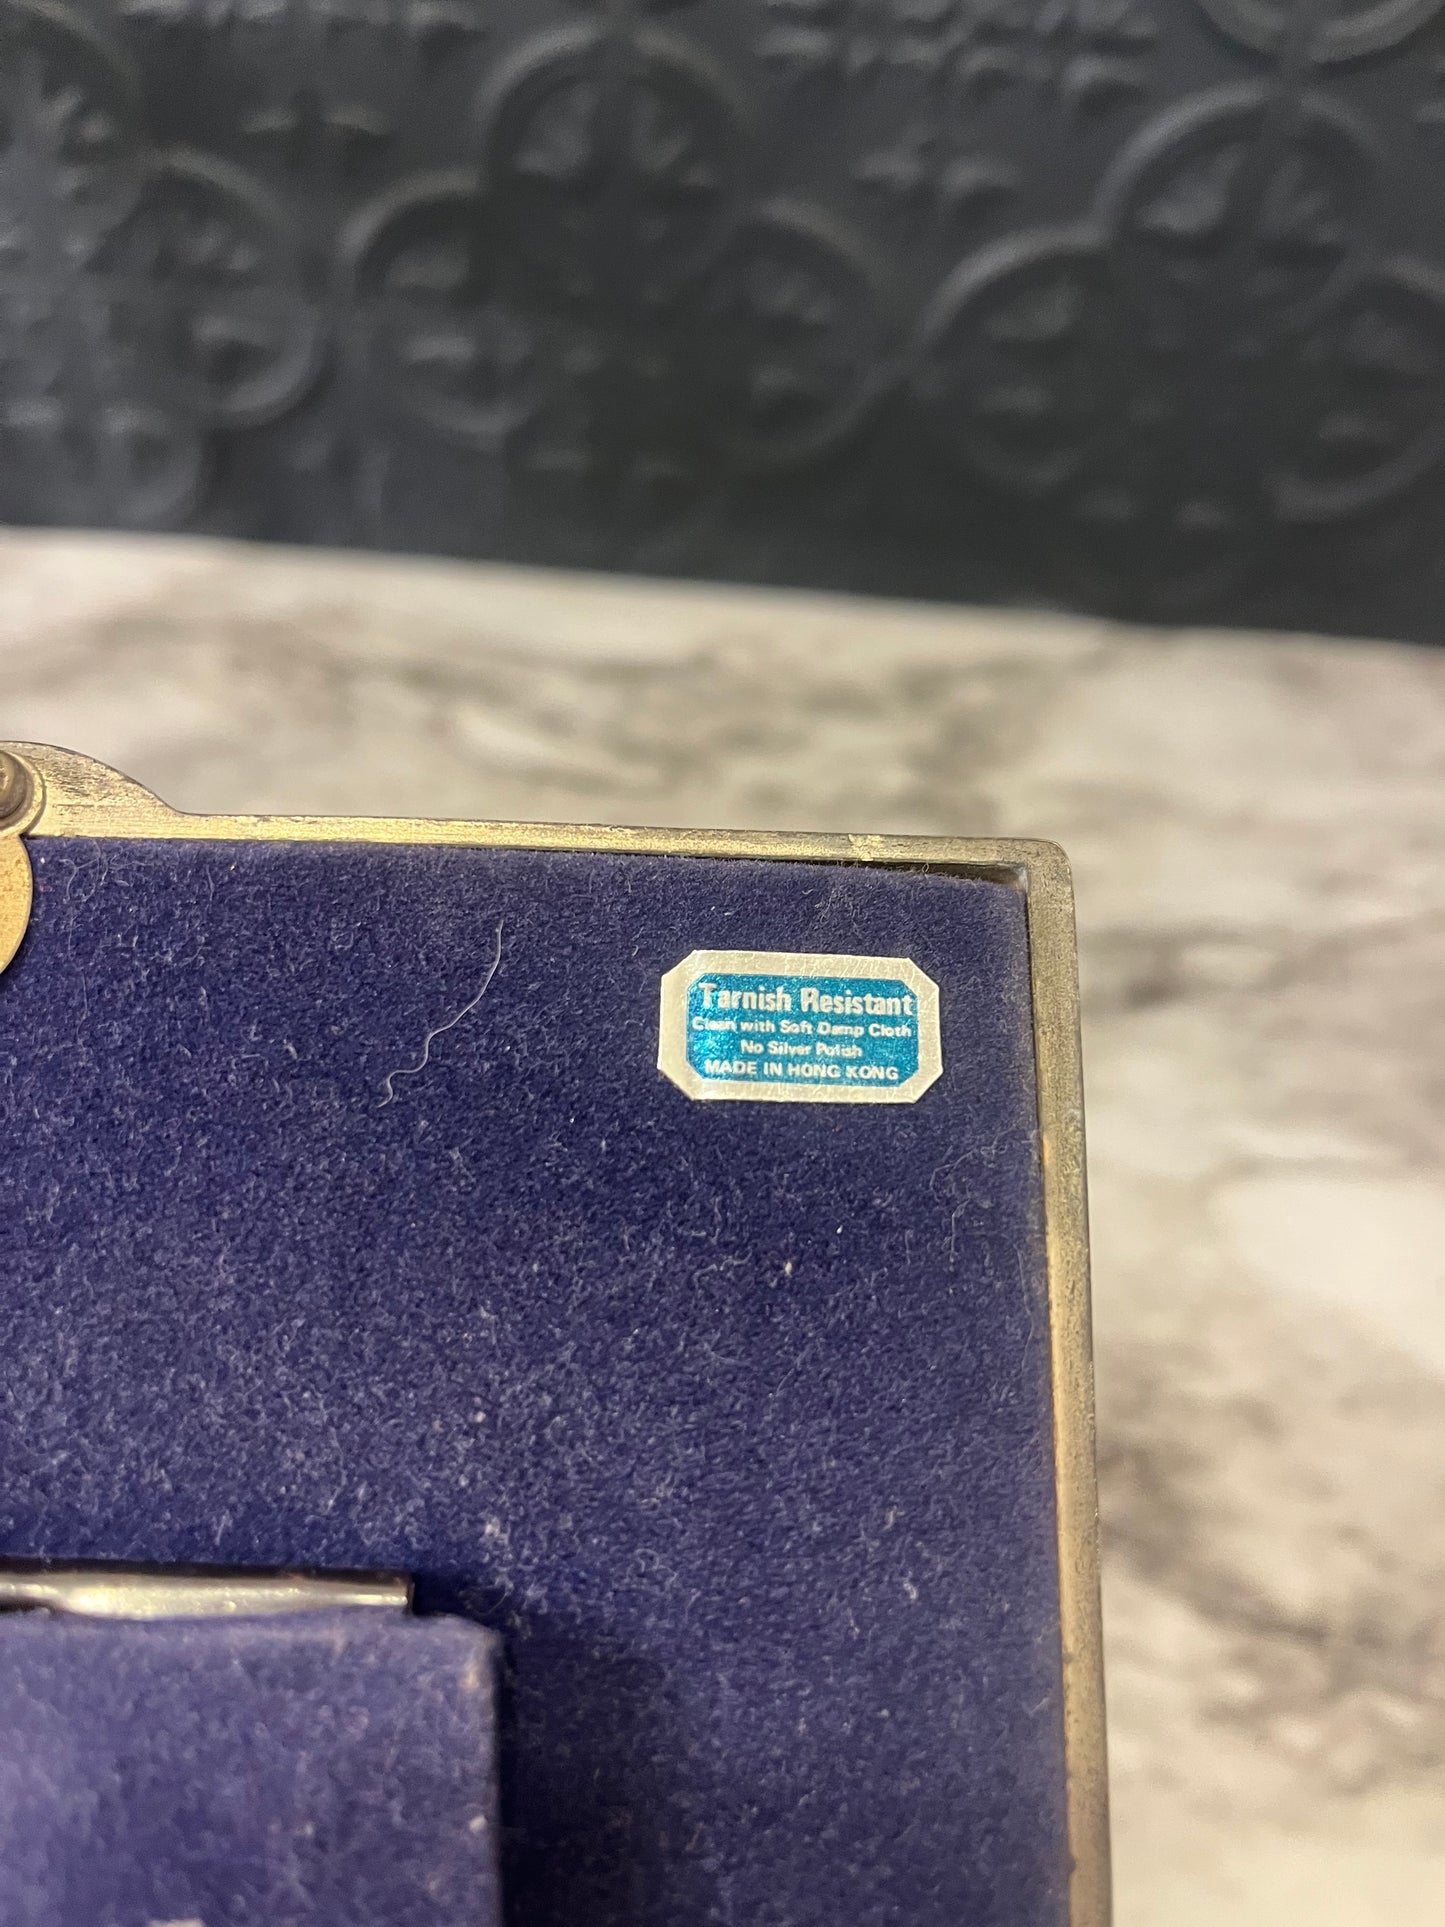 Tarnish Resistant
Clean with Soft Damp Cloth
No Silver Polish
MADE IN HONG KONG